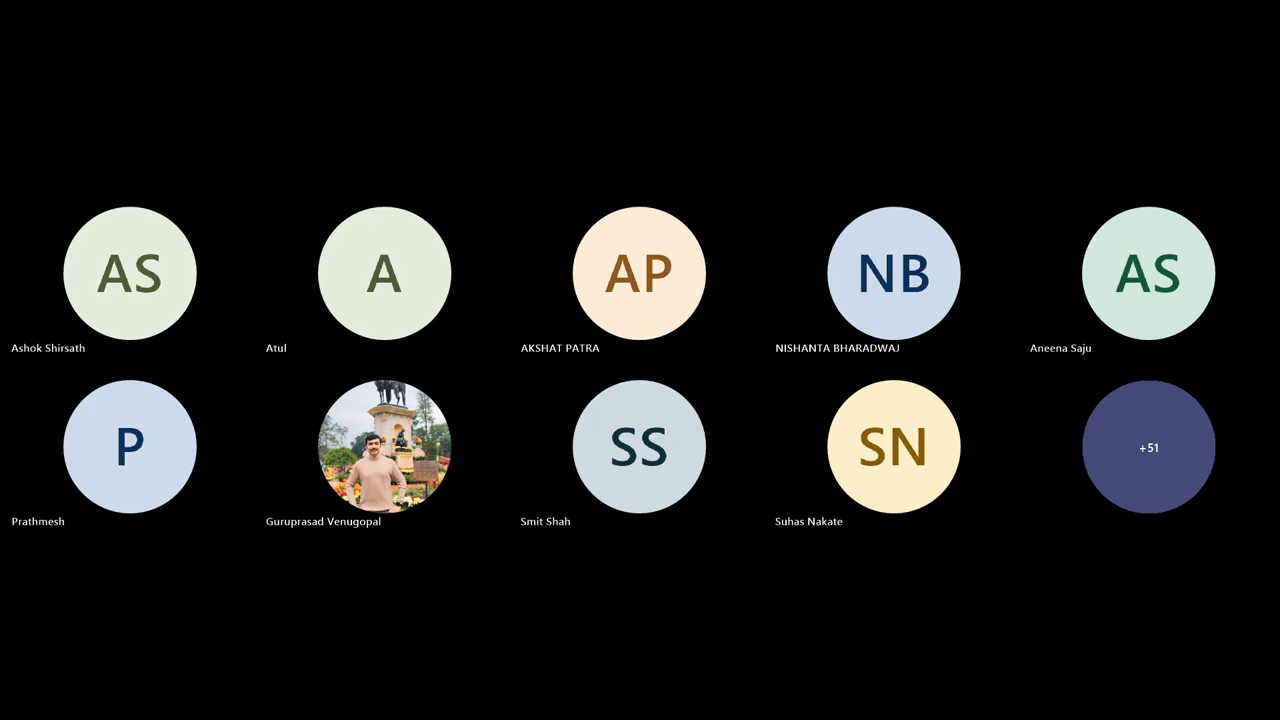 AS
A
AP
NB
AS
Ashok Shirsath
Atul
AKSHAT PATRA
NISHANTA BHARADWAJ
Aneena Saju
P
SS
SN
+51
Prathmesh
Guruprasad Venugopal
Smit Shah
Suhas Nakate